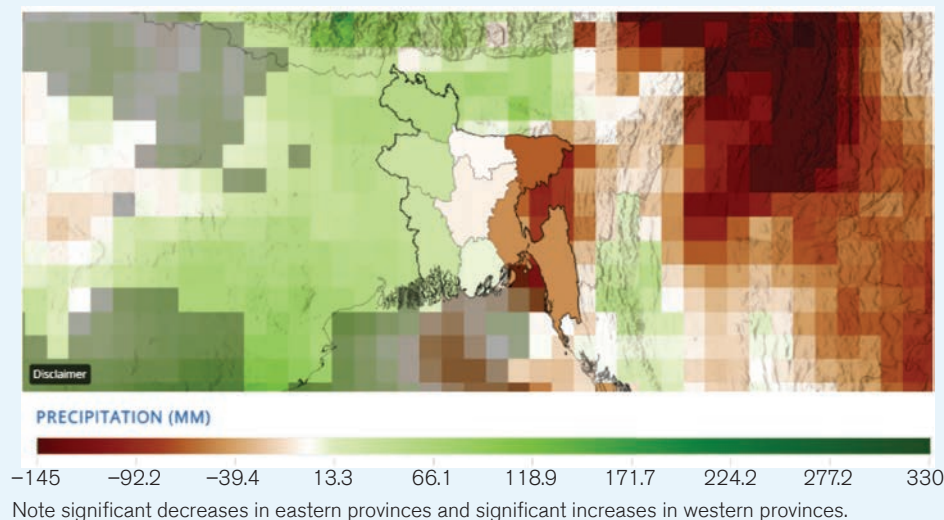 Disclaimer
PRECIPITATION (MM)
−145 −92.2 −39.4 13.3 66.1 118.9 171.7 224.2 277.2 330
Note significant decreases in eastern provinces and significant increases in western provinces.